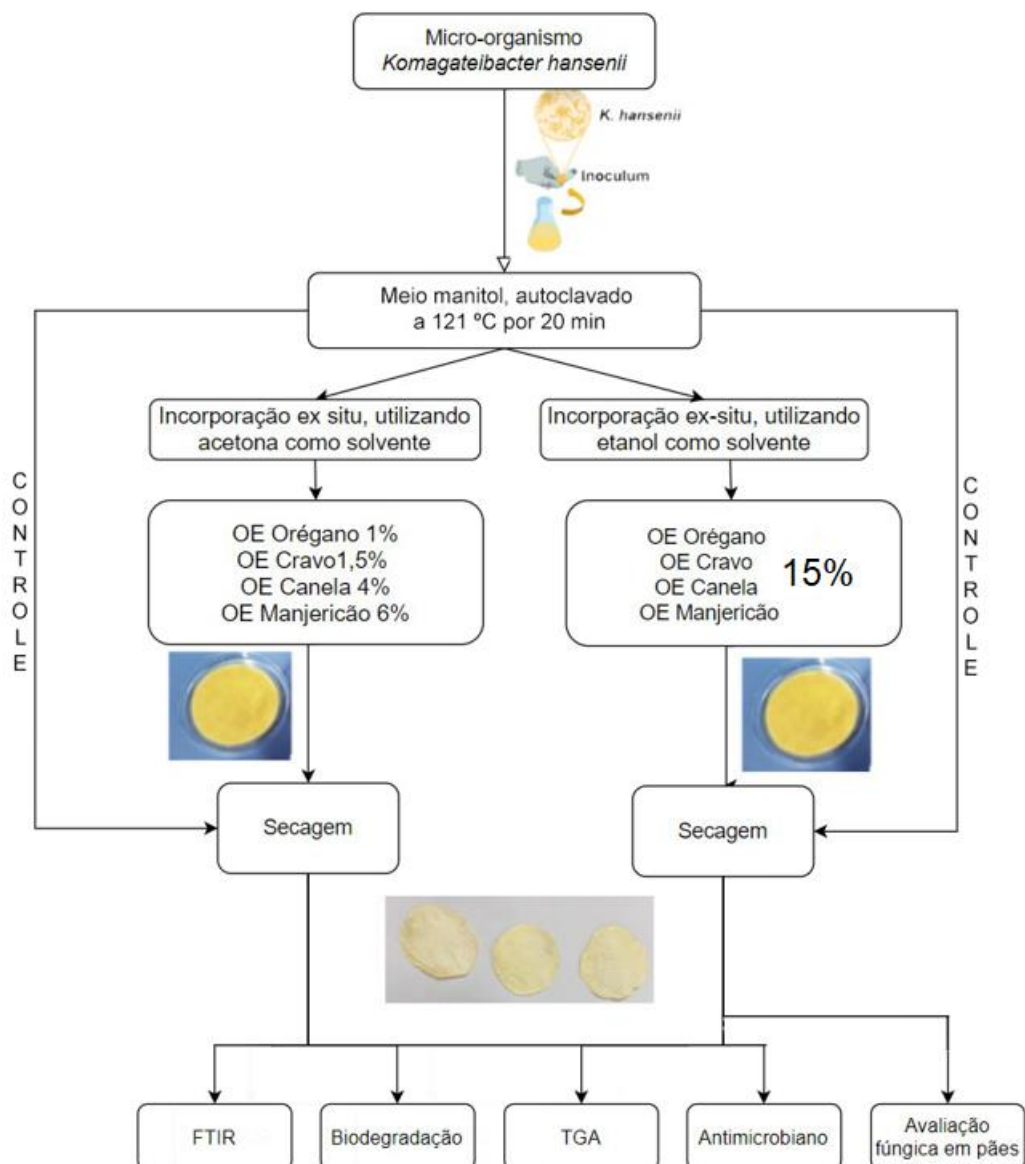 Micro-organismo
Komagateibacter hansenii
K. hansenii
Inoculum
Meio manitol, autoclavado
a 121 ºC por 20 min
Incorporação ex situ, utilizando
acetona como solvente
Incorporação ex-situ, utilizando
etanol como solvente
CONTROLE
OE Orégano 1%
OE Cravo1,5%
OE Canela 4%
OE Manjericão 6%
OE Orégano
OE Cravo
OE Canela
OE Manjericão
15%
CONTROLE
Secagem
Secagem
FTIR
Biodegradação
TGA
Antimicrobiano
Avaliação
fúngica em pães